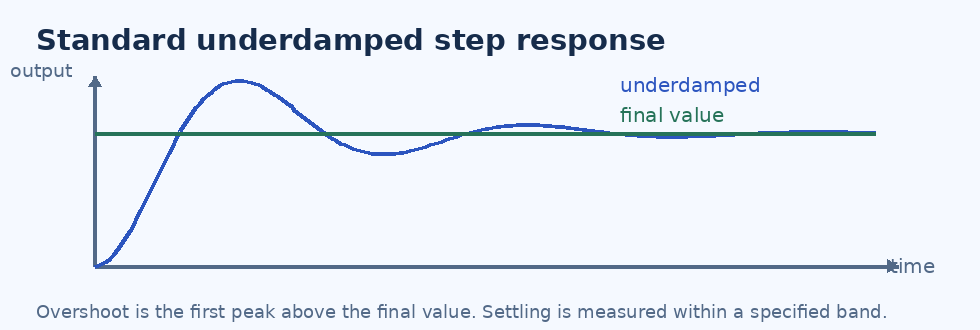 Standard underdamped step response
output
underdamped
final value
time
Overshoot is the first peak above the final value. Settling is measured within a specified band.